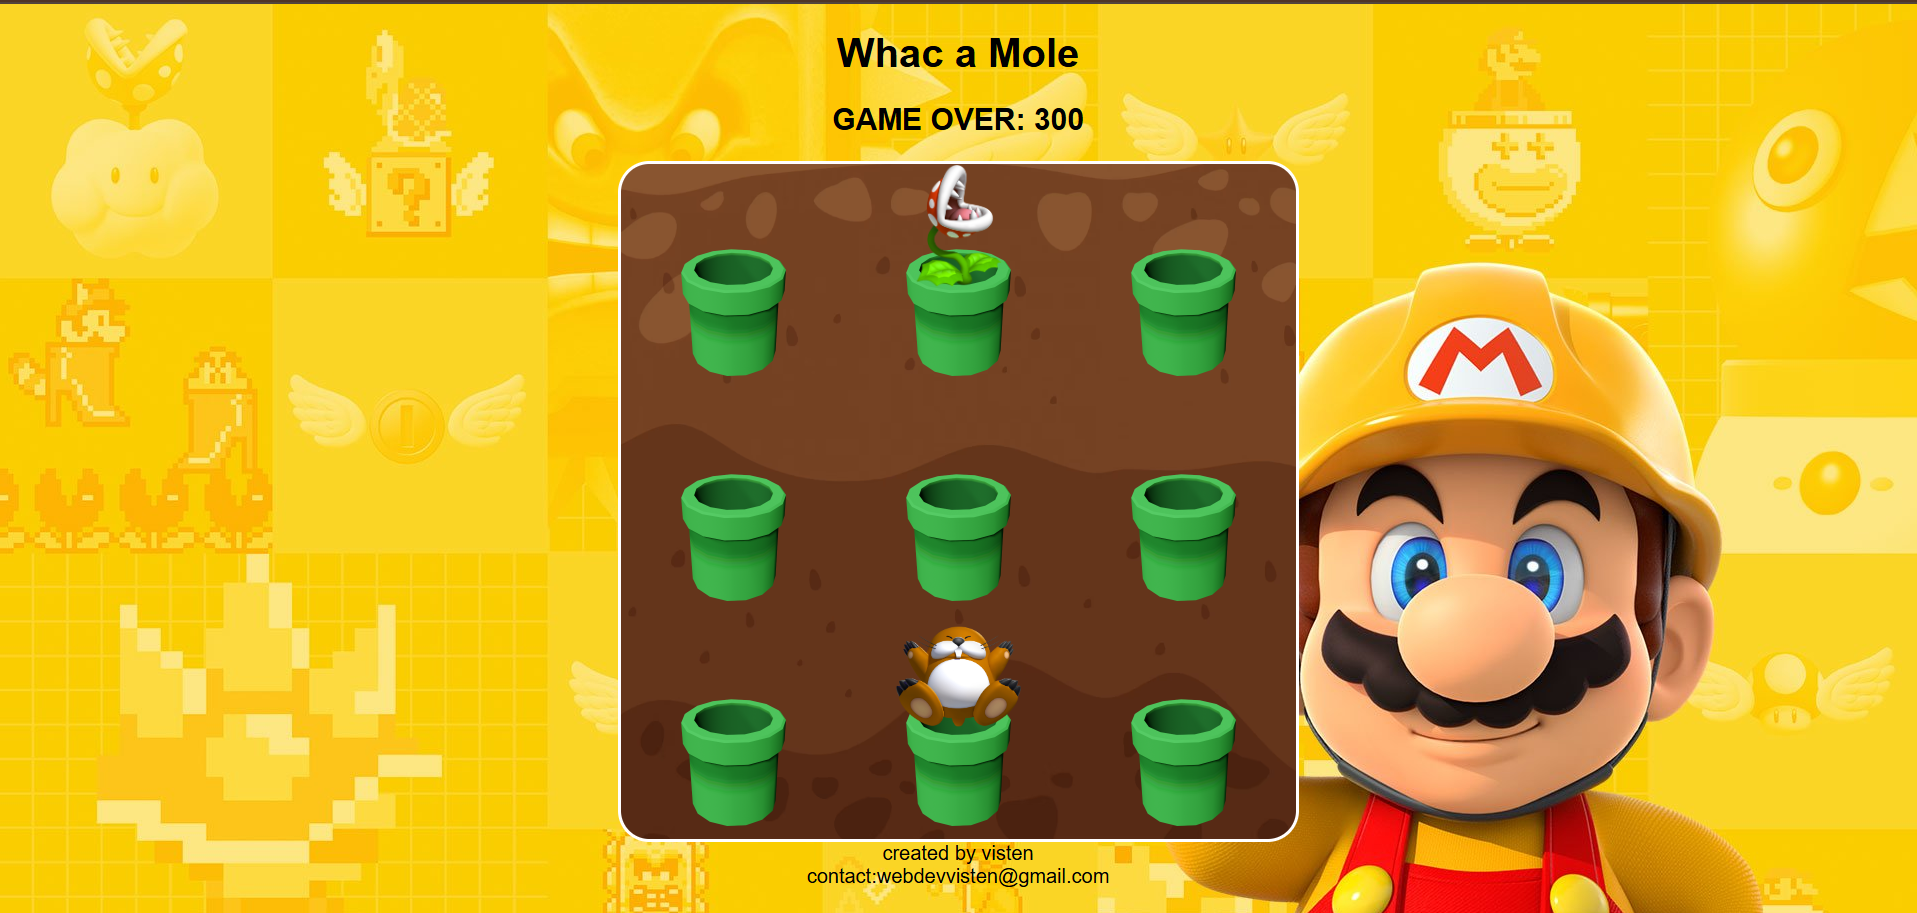 Whac a Mole
GAME OVER: 300
?
M
created by visten
contact:webdevvisten@gmail.com